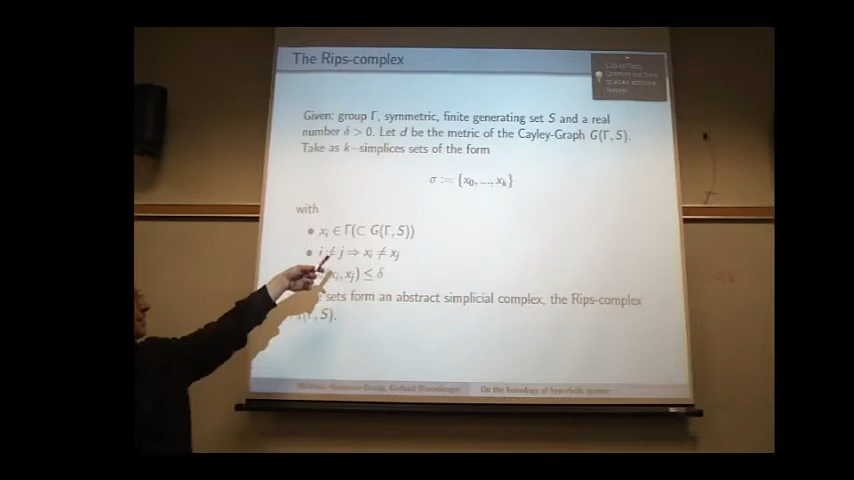 The Rips-complex
Given: group Γ, symmetric, finite generating set S and a real
number δ > 0. Let d be the metric of the Cayley-Graph G(Γ, S).
Take as k−simplices sets of the form
σ := {x₀, ..., xₖ}
with
• xᵢ ∈ Γ(⊂ G(Γ, S))
• i ≠ j ⇒ xᵢ ≠ xⱼ
xᵢ, xⱼ) ≤ δ
sets form an abstract simplicial complex, the Rips-complex
(Γ, S).
On the homology of hyperbolic